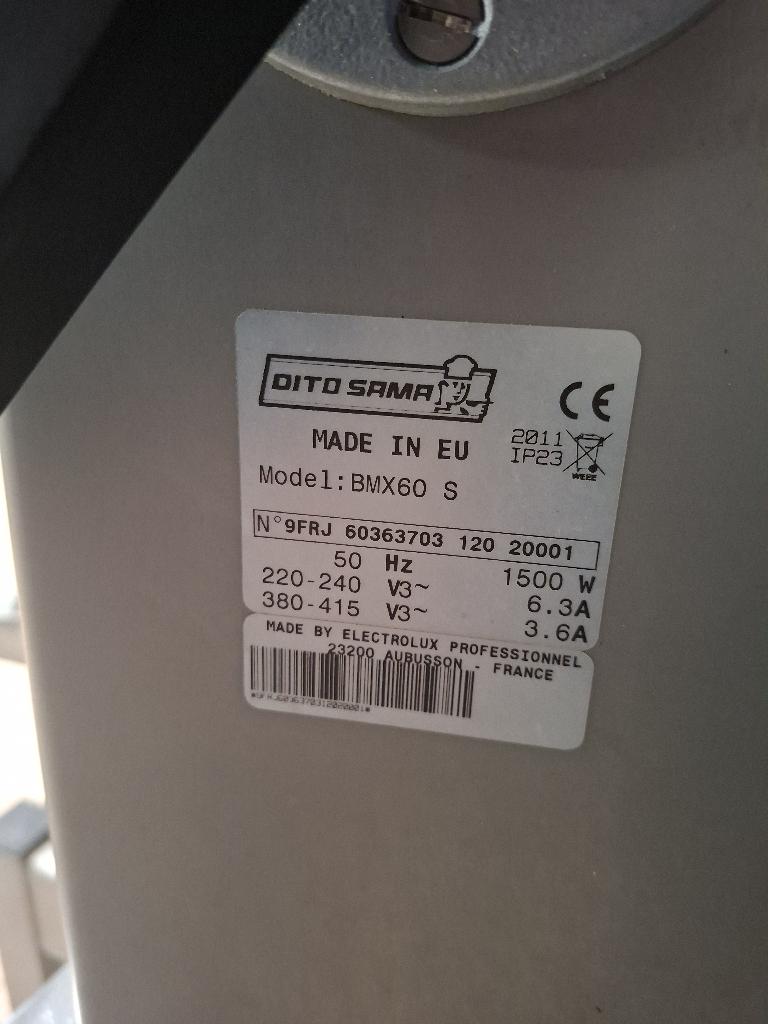 DITO SAMA
CE
MADE IN EU
2011
IP23
WEEE
Model:BMX60 S
N°9FRJ 60363703 120 20001
50 Hz 1500 W
220-240 V3~ 6.3A
380-415 V3~ 3.6A
MADE BY ELECTROLUX PROFESSIONNEL
23200 AUBUSSON - FRANCE